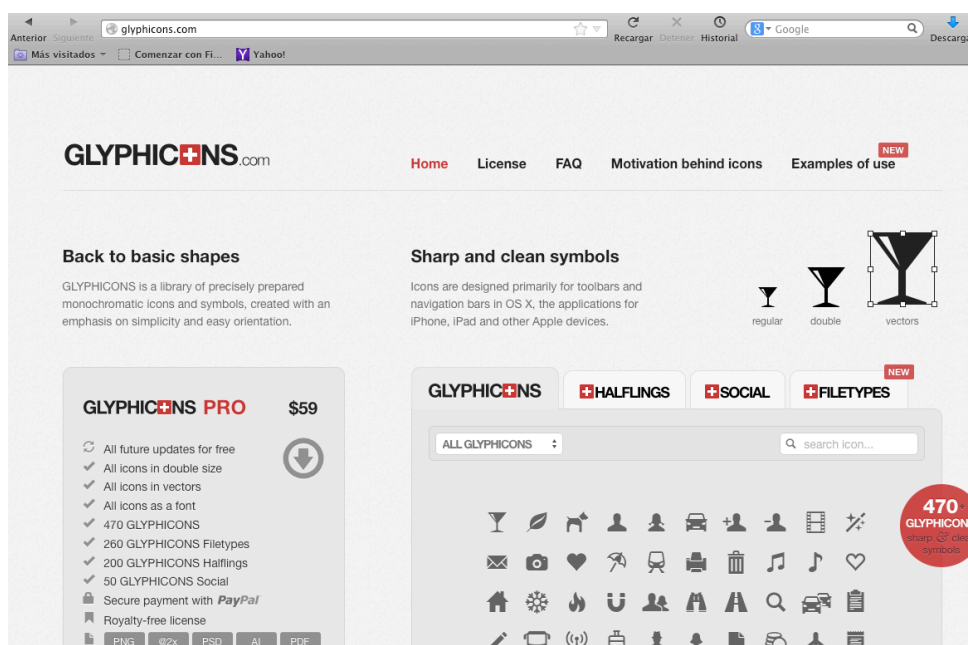 Anterior Siguiente glyphicons.com Recargar Detener Historial Google Descarga
Más visitados Comenzar con Fi... Yahoo!
GLYPHICONS.com
Home License FAQ Motivation behind icons Examples of use NEW
Back to basic shapes
GLYPHICONS is a library of precisely prepared
monochromatic icons and symbols, created with an
emphasis on simplicity and easy orientation.
Sharp and clean symbols
Icons are designed primarily for toolbars and
navigation bars in OS X, the applications for
iPhone, iPad and other Apple devices.
regular double vectors
GLYPHICONS PRO $59
All future updates for free
All icons in double size
All icons in vectors
All icons as a font
470 GLYPHICONS
260 GLYPHICONS Filetypes
200 GLYPHICONS Halflings
50 GLYPHICONS Social
Secure payment with PayPal
Royalty-free license
PNG @2x PSD AI PDF
GLYPHICONS HALFLINGS SOCIAL FILETYPES NEW
ALL GLYPHICONS search icon...
470+
GLYPHICON
sharp & clea
symbols